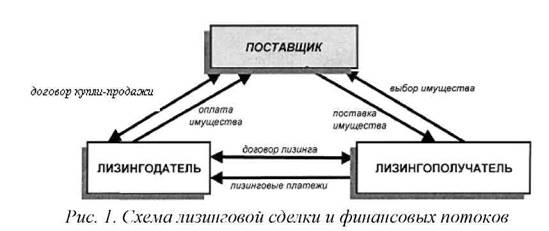 ПОСТАВЩИК
договор купли-продажи
оплата
имущества
поставка
имущества
выбор имущества
ЛИЗИНГОДАТЕЛЬ
договор лизинга
лизинговые платежи
ЛИЗИНГОПОЛУЧАТЕЛЬ
Рис. 1. Схема лизинговой сделки и финансовых потоков